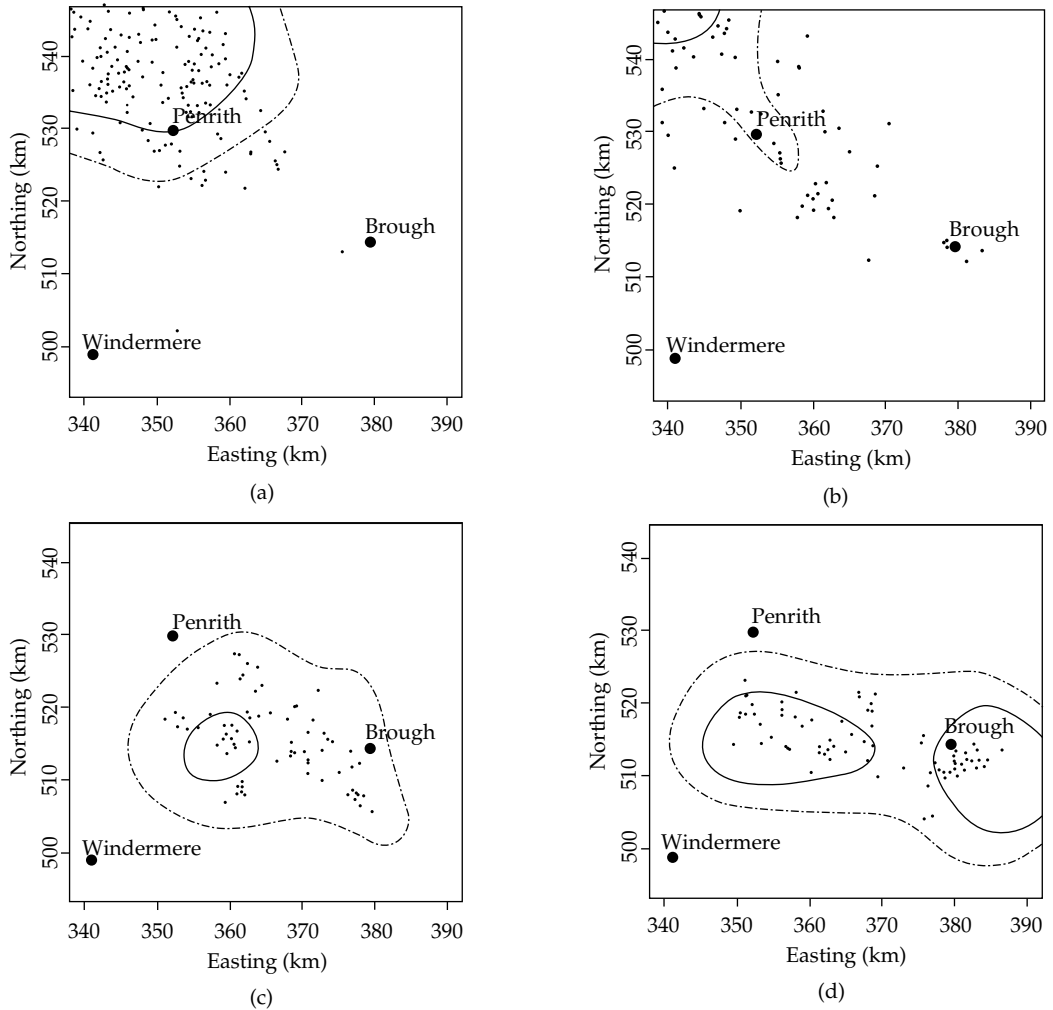 540
530
520
510
500
Northing (km)
Penrith
Brough
Windermere
340 350 360 370 380 390
Easting (km)
(a)
540
530
520
510
500
Northing (km)
Penrith
Brough
Windermere
340 350 360 370 380 390
Easting (km)
(b)
540
530
520
510
500
Northing (km)
Penrith
Brough
Windermere
340 350 360 370 380 390
Easting (km)
(c)
540
530
520
510
500
Northing (km)
Penrith
Brough
Windermere
340 350 360 370 380 390
Easting (km)
(d)